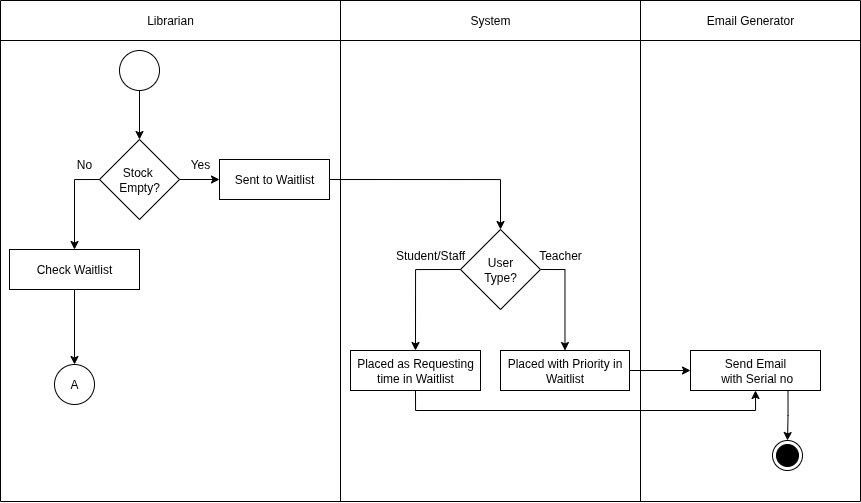 Librarian
System
Email Generator
No
Yes
Stock
Empty?
Sent to Waitlist
Student/Staff
Teacher
User
Type?
Check Waitlist
Placed as Requesting
time in Waitlist
Placed with Priority in
Waitlist
Send Email
with Serial no
A